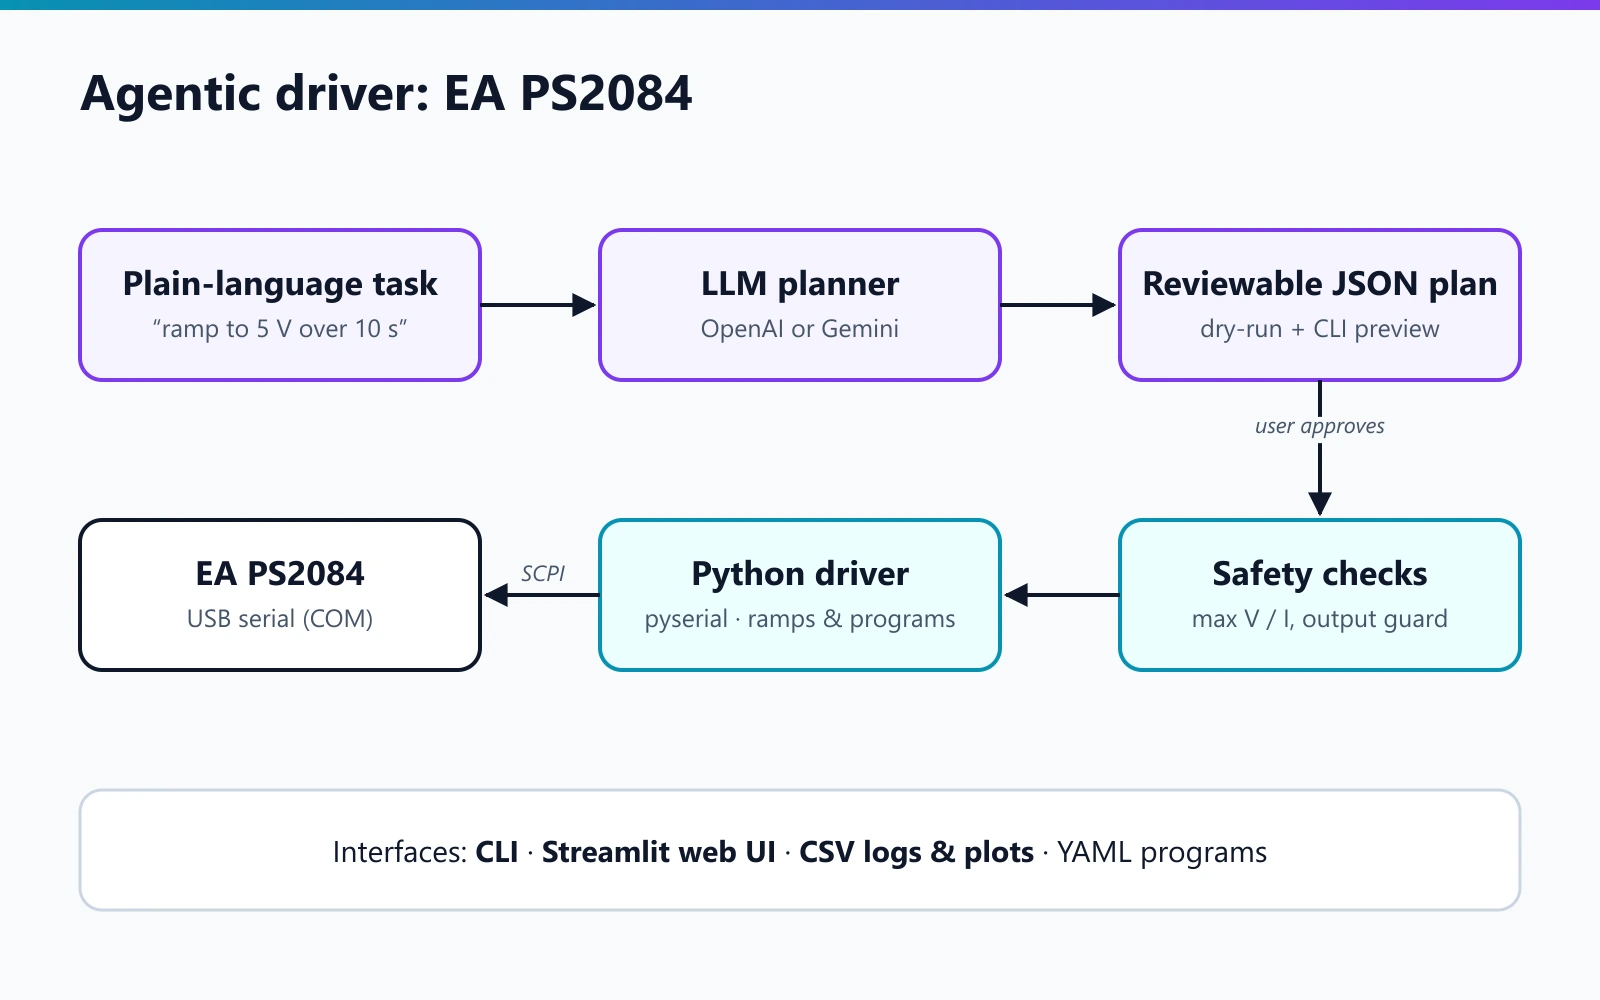 Agentic driver: EA PS2084
Plain-language task
“ramp to 5 V over 10 s”
LLM planner
OpenAI or Gemini
Reviewable JSON plan
dry-run + CLI preview
user approves
EA PS2084
USB serial (COM)
SCPI
Python driver
pyserial · ramps & programs
Safety checks
max V / I, output guard
Interfaces: CLI · Streamlit web UI · CSV logs & plots · YAML programs